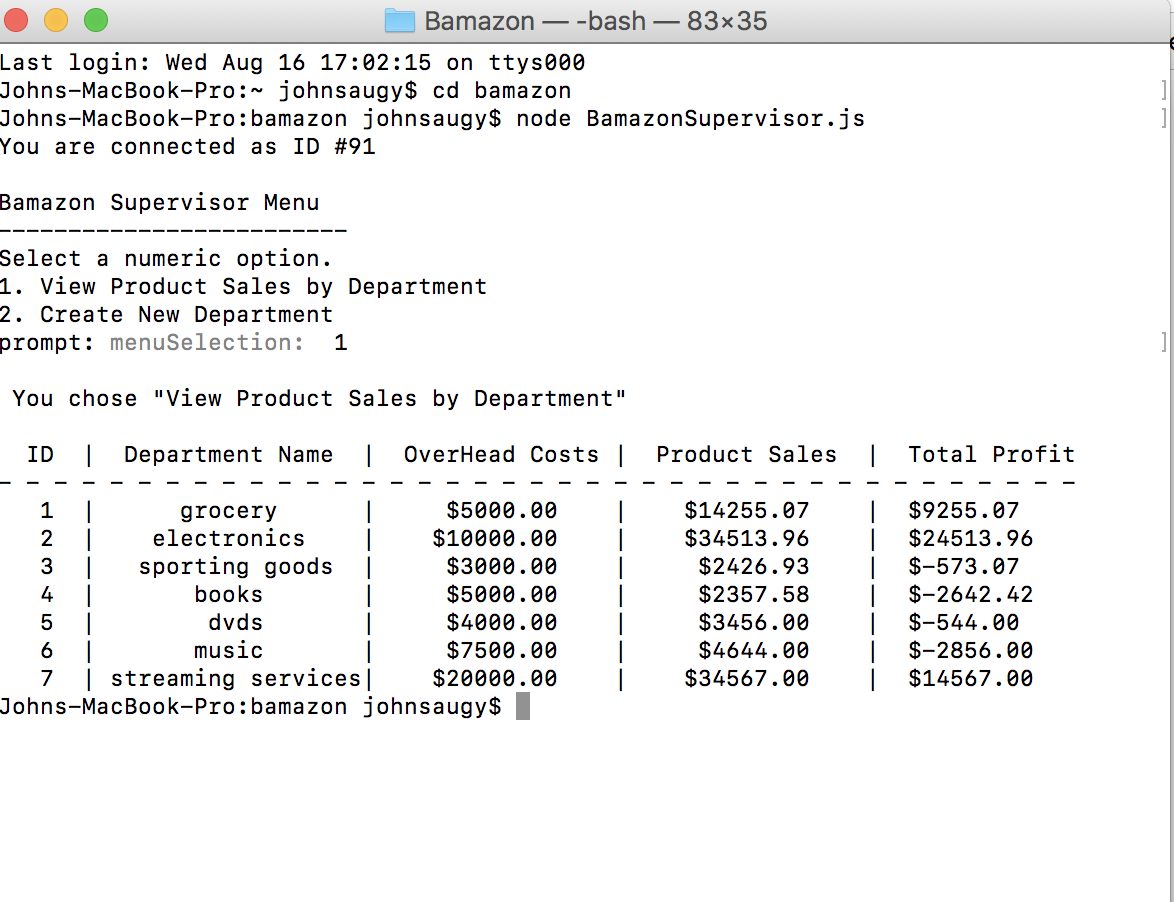 Bamazon — -bash — 83×35
Last login: Wed Aug 16 17:02:15 on ttys000
Johns-MacBook-Pro:~ johnsaugy$ cd bamazon
Johns-MacBook-Pro:bamazon johnsaugy$ node BamazonSupervisor.js
You are connected as ID #91

Bamazon Supervisor Menu
-------------------------
Select a numeric option.
1. View Product Sales by Department
2. Create New Department
prompt: menuSelection:  1

 You chose "View Product Sales by Department"

  ID  |  Department Name  |  OverHead Costs |  Product Sales  |  Total Profit
- - - - - - - - - - - - - - - - - - - - - - - - - - - - - - - - - - - - - - -
   1  |      grocery      |     $5000.00    |    $14255.07    |  $9255.07
   2  |    electronics    |    $10000.00    |    $34513.96    |  $24513.96
   3  |   sporting goods  |     $3000.00    |     $2426.93    |  $-573.07
   4  |       books       |     $5000.00    |     $2357.58    |  $-2642.42
   5  |        dvds       |     $4000.00    |     $3456.00    |  $-544.00
   6  |       music       |     $7500.00    |     $4644.00    |  $-2856.00
   7  | streaming services|    $20000.00    |    $34567.00    |  $14567.00
Johns-MacBook-Pro:bamazon johnsaugy$